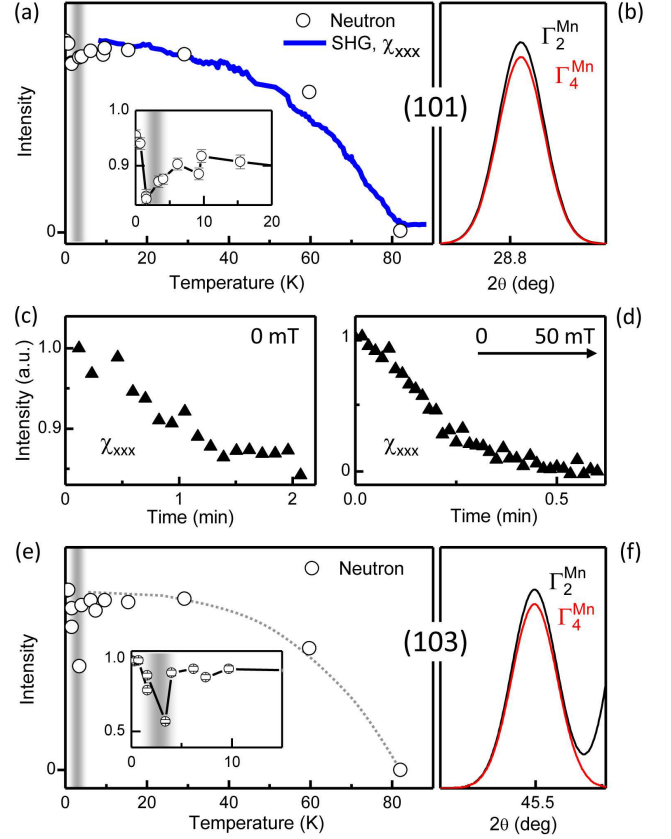 (a)
Neutron
SHG, χxxx
Intensity
0
1.0
0.9
0 10 20
0 20 40 60 80
Temperature (K)
(101)
(b)
Γ2Mn
Γ4Mn
28.8
2θ (deg)
(c)
0 mT
Intensity (a.u.)
1.0
0.9
χxxx
0 1 2
Time (min)
(d)
0 50 mT
1
0
χxxx
0.0 0.5
Time (min)
(e)
Neutron
Intensity
0
1.0
0.5
0 10
0 20 40 60 80
Temperature (K)
(103)
(f)
Γ2Mn
Γ4Mn
45.5
2θ (deg)